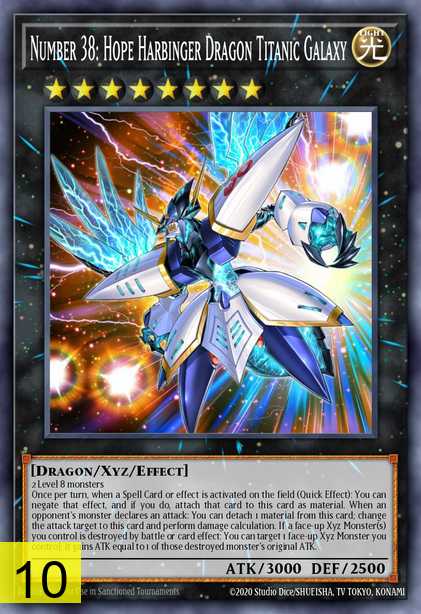 Number 38: Hope Harbinger Dragon Titanic Galaxy
LIGHT
光
[Dragon/Xyz/Effect]
2 Level 8 monsters
Once per turn, when a Spell Card or effect is activated on the field (Quick Effect): You can
negate that effect, and if you do, attach that card to this card as material. When an
opponent's monster declares an attack: You can detach 1 material from this card; change
the attack target to this card and perform damage calculation. If a face-up Xyz Monster(s)
you control is destroyed by battle or card effect: You can target 1 face-up Xyz Monster you
control; it gains ATK equal to 1 of those destroyed monster's original ATK.
ATK/3000 DEF/2500
10
Use in Sanctioned Tournaments
©2020 Studio Dice/SHUEISHA, TV TOKYO, KONAMI